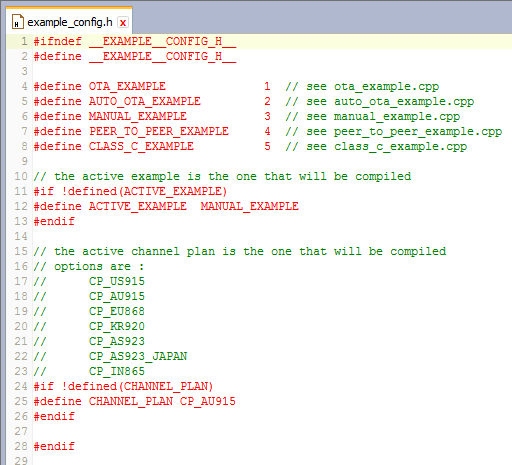 example_config.h
1 #ifndef __EXAMPLE__CONFIG_H__
2 #define __EXAMPLE__CONFIG_H__
3
4 #define OTA_EXAMPLE              1  // see ota_example.cpp
5 #define AUTO_OTA_EXAMPLE         2  // see auto_ota_example.cpp
6 #define MANUAL_EXAMPLE           3  // see manual_example.cpp
7 #define PEER_TO_PEER_EXAMPLE     4  // see peer_to_peer_example.cpp
8 #define CLASS_C_EXAMPLE          5  // see class_c_example.cpp
9
10 // the active example is the one that will be compiled
11 #if !defined(ACTIVE_EXAMPLE)
12 #define ACTIVE_EXAMPLE  MANUAL_EXAMPLE
13 #endif
14
15 // the active channel plan is the one that will be compiled
16 // options are :
17 //      CP_US915
18 //      CP_AU915
19 //      CP_EU868
20 //      CP_KR920
21 //      CP_AS923
22 //      CP_AS923_JAPAN
23 //      CP_IN865
24 #if !defined(CHANNEL_PLAN)
25 #define CHANNEL_PLAN CP_AU915
26 #endif
27
28 #endif
29